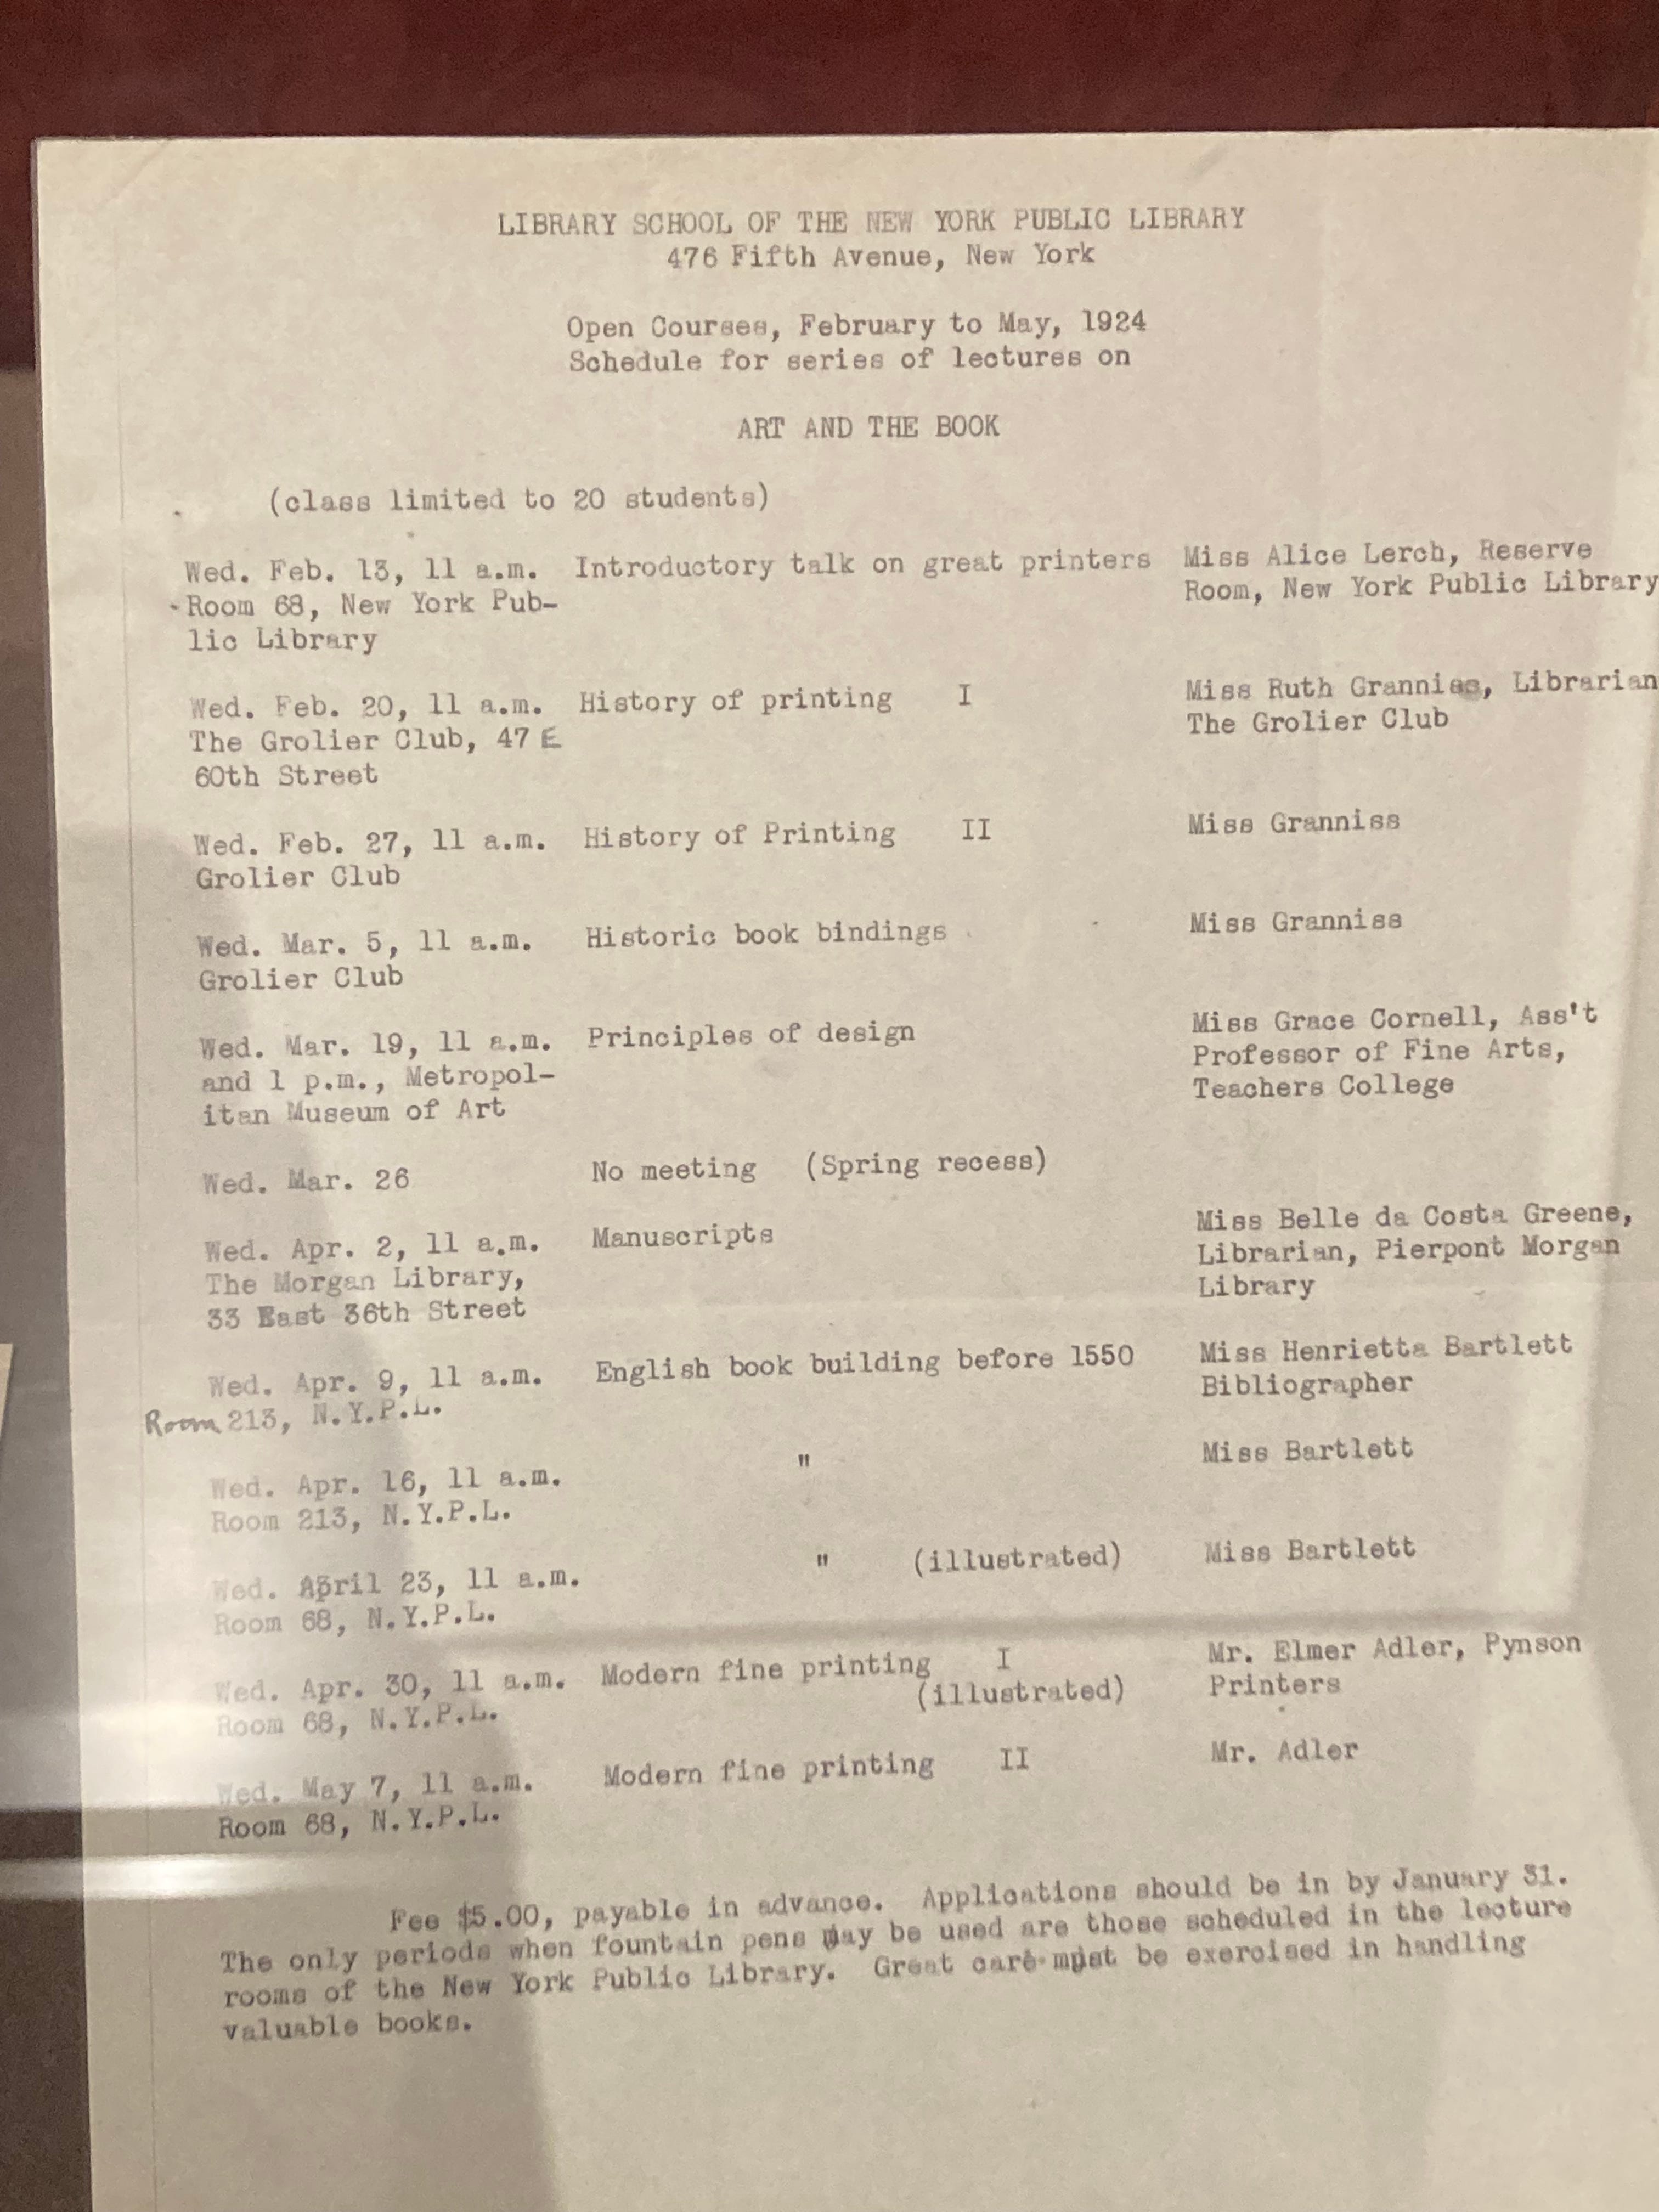 LIBRARY SCHOOL OF THE NEW YORK PUBLIC LIBRARY
476 Fifth Avenue, New York
Open Courses, February to May, 1924
Schedule for series of lectures on
ART AND THE BOOK
(class limited to 20 students)
Wed. Feb. 13, 11 a.m. Introductory talk on great printers Miss Alice Lerch, Reserve
Room 68, New York Pub- Room, New York Public Library
lic Library
Wed. Feb. 20, 11 a.m. History of printing I Miss Ruth Granniss, Librarian
The Grolier Club, 47 E The Grolier Club
60th Street
Wed. Feb. 27, 11 a.m. History of Printing II Miss Granniss
Grolier Club
Wed. Mar. 5, 11 a.m. Historic book bindings Miss Granniss
Grolier Club
Wed. Mar. 19, 11 a.m. Principles of design Miss Grace Cornell, Ass't
and 1 p.m., Metropol- Professor of Fine Arts,
itan Museum of Art Teachers College
Wed. Mar. 26 No meeting (Spring recess)
Wed. Apr. 2, 11 a.m. Manuscripts Miss Belle da Costa Greene,
The Morgan Library, Librarian, Pierpont Morgan
33 East 36th Street Library
Wed. Apr. 9, 11 a.m. English book building before 1550 Miss Henrietta Bartlett
Room 213, N.Y.P.L. Bibliographer
Wed. Apr. 16, 11 a.m. " Miss Bartlett
Room 213, N.Y.P.L.
Wed. April 23, 11 a.m. " (illustrated) Miss Bartlett
Room 68, N.Y.P.L.
Wed. Apr. 30, 11 a.m. Modern fine printing I Mr. Elmer Adler, Pynson
Room 68, N.Y.P.L. (illustrated) Printers
Wed. May 7, 11 a.m. Modern fine printing II Mr. Adler
Room 68, N.Y.P.L.
Fee $5.00, payable in advance. Applications should be in by January 31.
The only periods when fountain pens may be used are those scheduled in the lecture
rooms of the New York Public Library. Great care must be exercised in handling
valuable books.